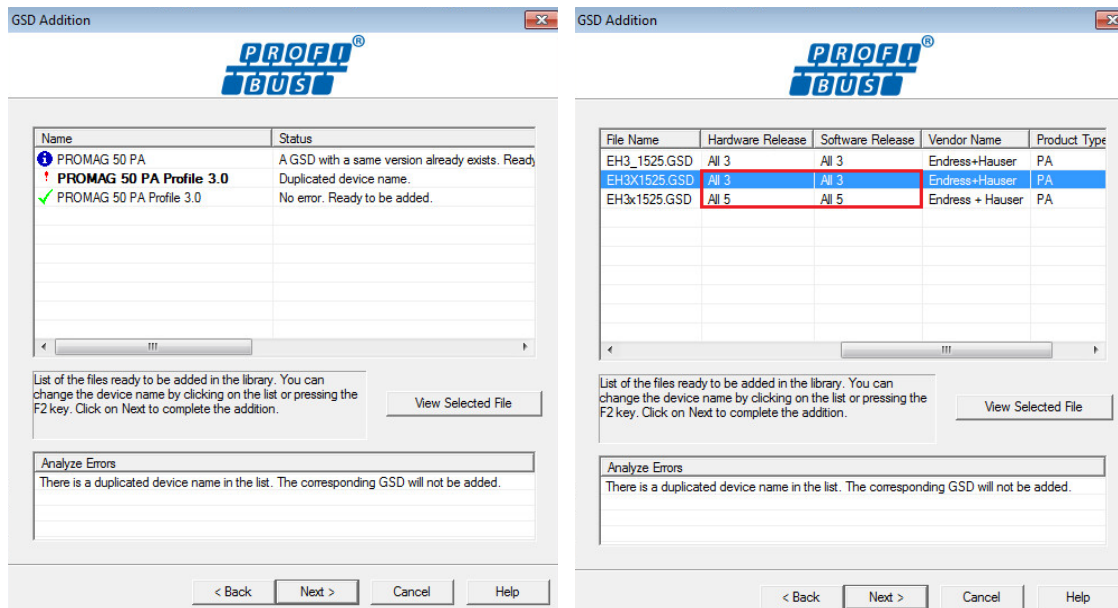 GSD Addition
PROFI®
BUS
Name Status
PROMAG 50 PA A GSD with a same version already exists. Ready
PROMAG 50 PA Profile 3.0 Duplicated device name.
PROMAG 50 PA Profile 3.0 No error. Ready to be added.
List of the files ready to be added in the library. You can
change the device name by clicking on the list or pressing the
F2 key. Click on Next to complete the addition.
View Selected File
Analyze Errors
There is a duplicated device name in the list. The corresponding GSD will not be added.
< Back Next > Cancel Help
GSD Addition
PROFI®
BUS
File Name Hardware Release Software Release Vendor Name Product Type
EH3_1525.GSD All 3 All 3 Endress+Hauser PA
EH3X1525.GSD All 3 All 3 Endress+Hauser PA
EH3x1525.GSD All 5 All 5 Endress + Hauser PA
List of the files ready to be added in the library. You can
change the device name by clicking on the list or pressing the
F2 key. Click on Next to complete the addition.
View Selected File
Analyze Errors
There is a duplicated device name in the list. The corresponding GSD will not be added.
< Back Next > Cancel Help